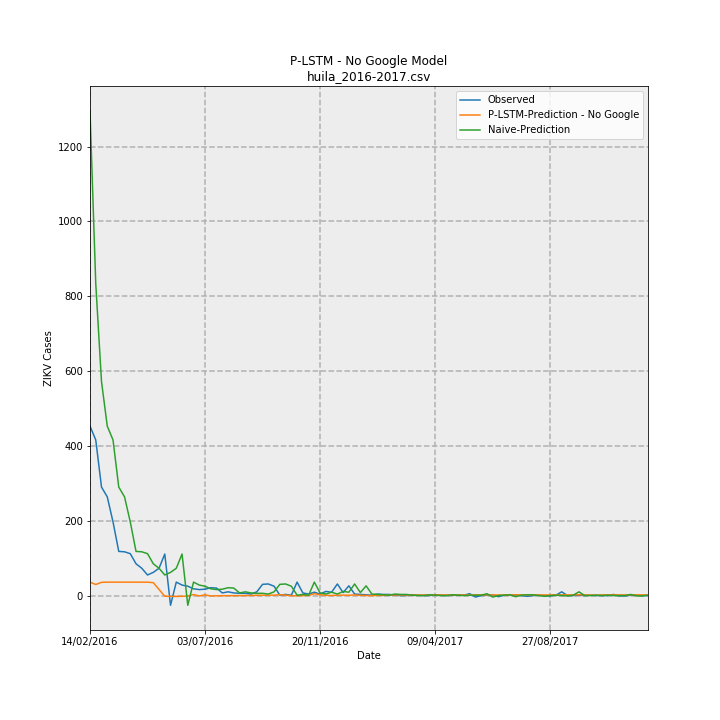 P-LSTM - No Google Model
huila_2016-2017.csv
Observed
P-LSTM-Prediction - No Google
Naive-Prediction
1200
1000
800
600
400
200
0
ZIKV Cases
14/02/2016
03/07/2016
20/11/2016
09/04/2017
27/08/2017
Date